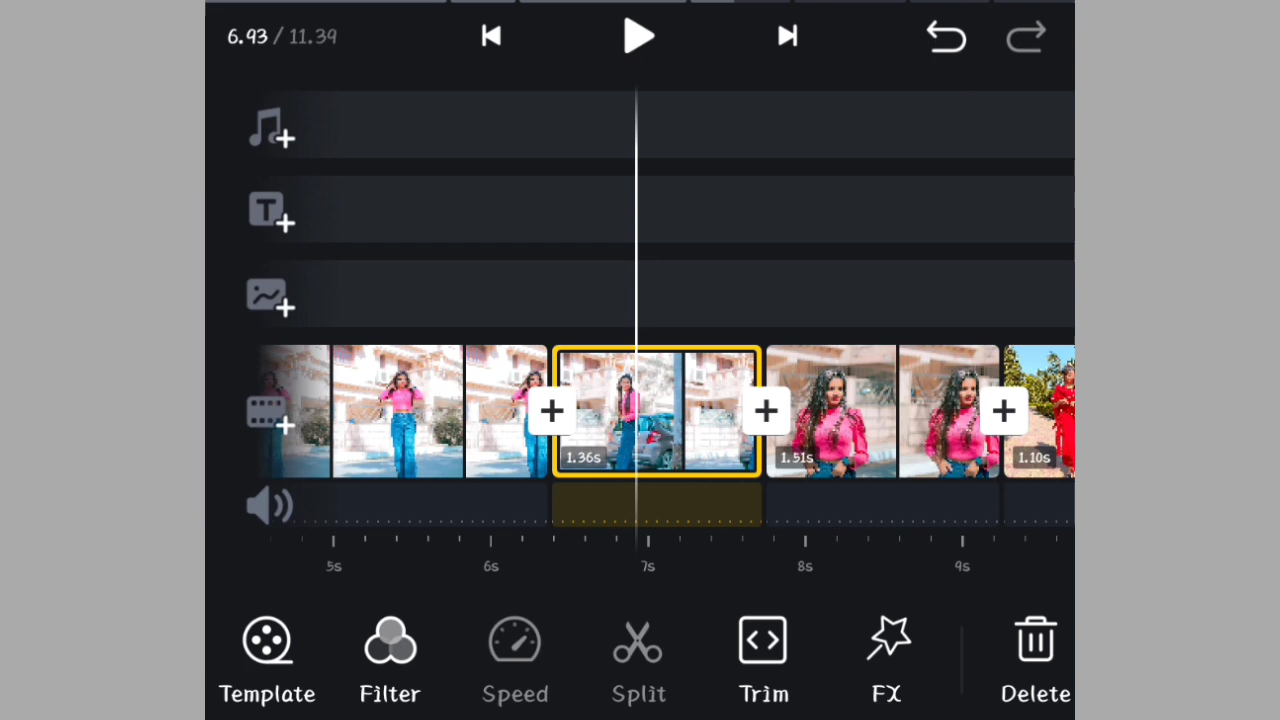 6.93 / 11.39
T
1.36s
1.51s
1.10s
5s 6s 7s 8s 9s
Template Filter Speed Split Trim FX Delete